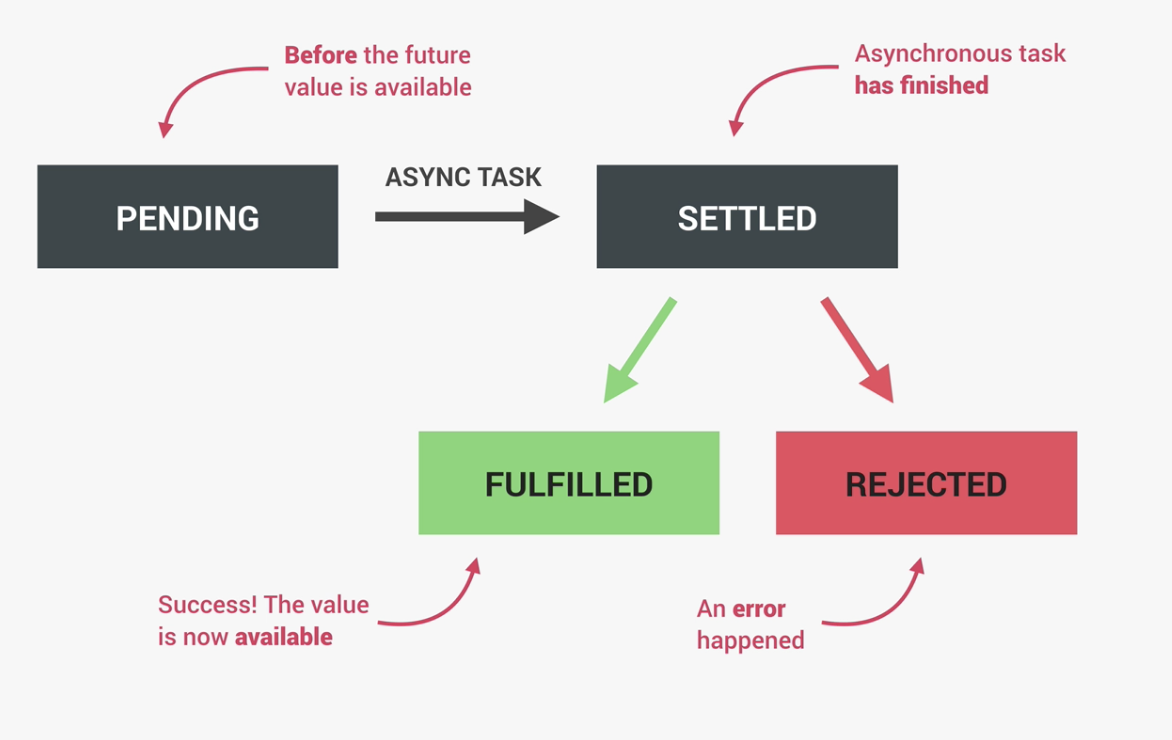 Before the future
value is available
Asynchronous task
has finished
PENDING
ASYNC TASK
SETTLED
FULFILLED
REJECTED
Success! The value
is now available
An error
happened